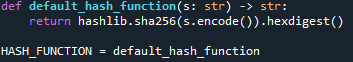 def default_hash_function(s: str) -> str:
    return hashlib.sha256(s.encode()).hexdigest()
HASH_FUNCTION = default_hash_function